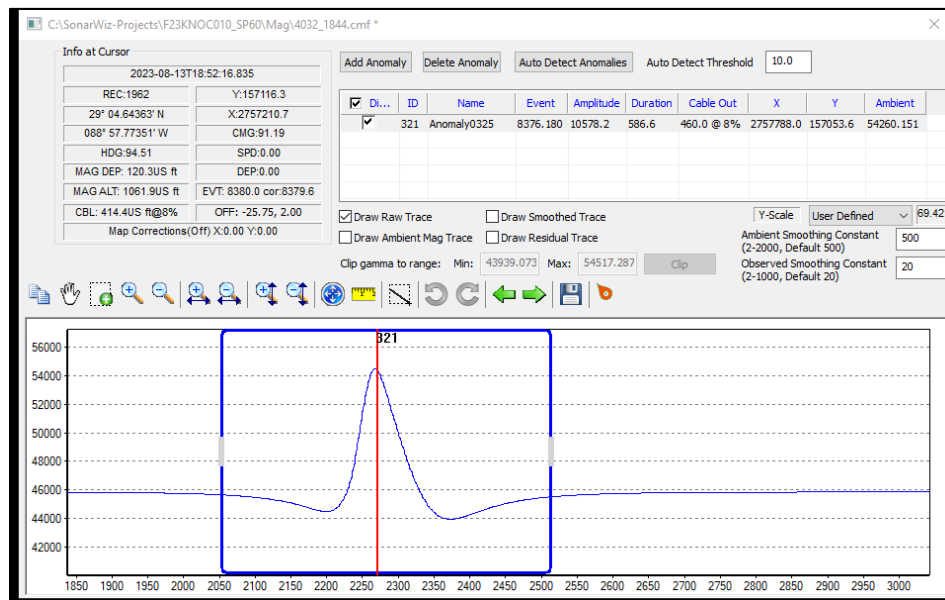 C:\SonarWiz-Projects\F23KNOC010_SP60\Mag\4032_1844.cmf *
Info at Cursor
2023-08-13T18:52:16.835
REC:1962 Y:157116.3
29° 04.64363' N X:2757210.7
088° 57.77351' W CMG:91.19
HDG:94.51 SPD:0.00
MAG DEP: 120.3US ft DEP:0.00
MAG ALT: 1061.9US ft EVT: 8380.0 cor:8379.6
CBL: 414.4US ft@8% OFF: -25.75, 2.00
Map Corrections(Off) X:0.00 Y:0.00
Add Anomaly Delete Anomaly Auto Detect Anomalies Auto Detect Threshold 10.0
Di... ID Name Event Amplitude Duration Cable Out X Y Ambient
321 Anomaly0325 8376.180 10578.2 586.6 460.0 @ 8% 2757788.0 157053.6 54260.151
Draw Raw Trace Draw Smoothed Trace Y-Scale User Defined 69.42
Draw Ambient Mag Trace Draw Residual Trace
Ambient Smoothing Constant
(2-2000, Default 500) 500
Clip gamma to range: Min: 43939.073 Max: 54517.287 Clip
Observed Smoothing Constant
(2-1000, Default 20) 20
321
56000
54000
52000
50000
48000
46000
44000
42000
1850 1900 1950 2000 2050 2100 2150 2200 2250 2300 2350 2400 2450 2500 2550 2600 2650 2700 2750 2800 2850 2900 2950 3000